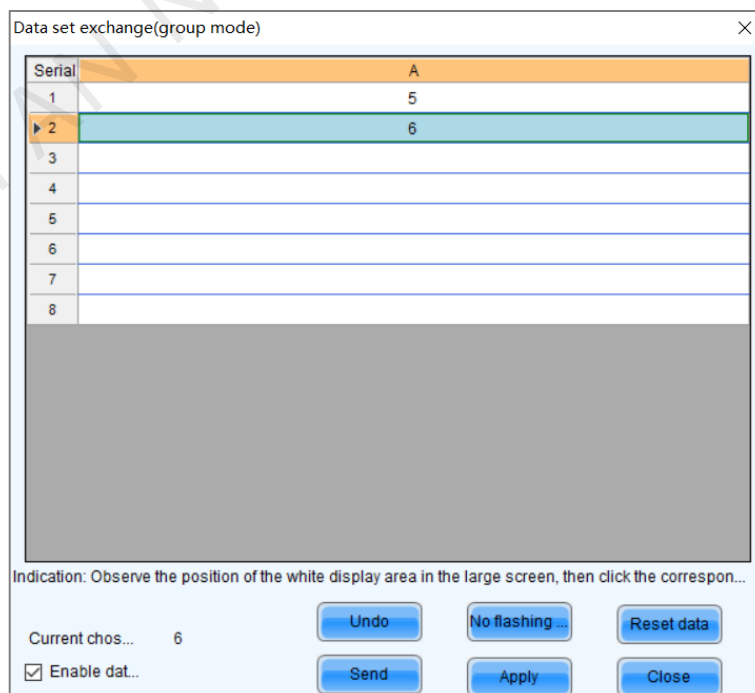 Data set exchange(group mode)
Serial A
1 5
2 6
3
4
5
6
7
8
Indication: Observe the position of the white display area in the large screen, then click the correspon...
Undo No flashing ... Reset data
Current chos... 6
Enable dat... Send Apply Close